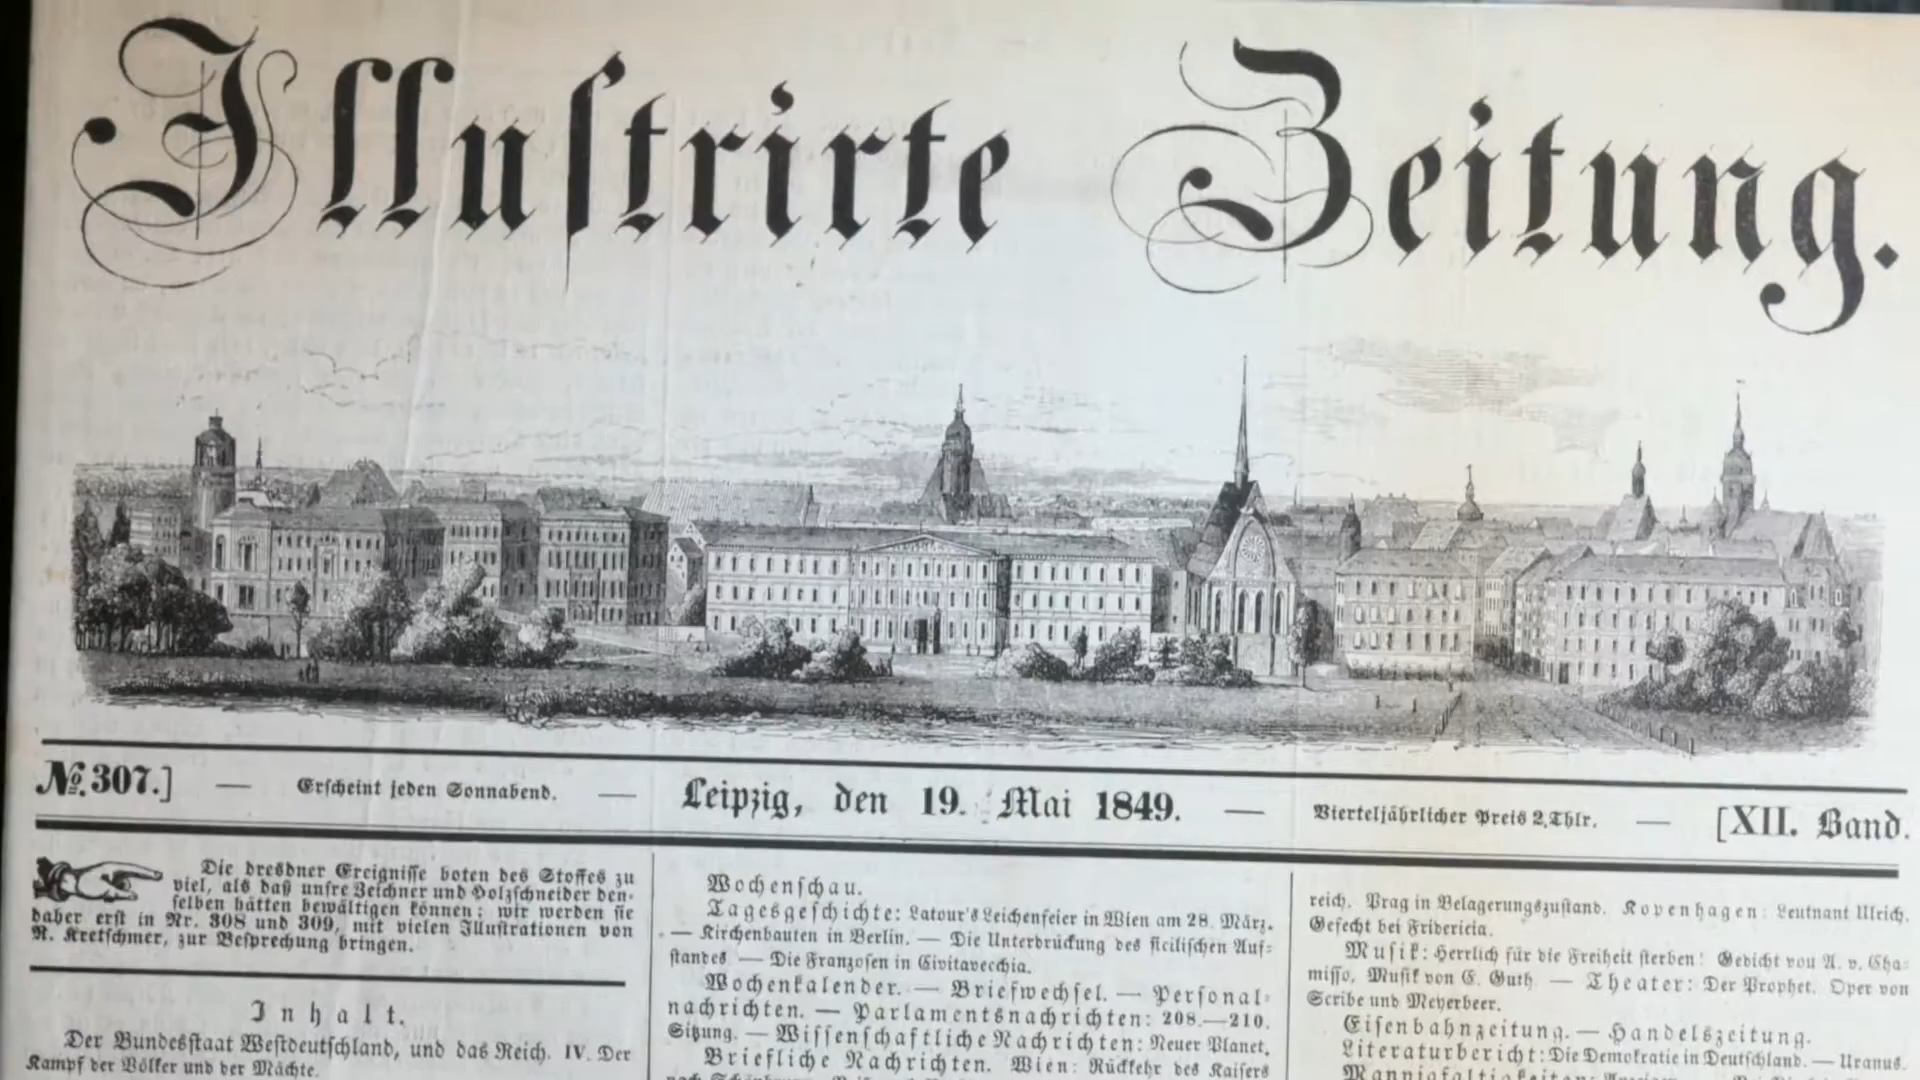 Illustrirte Zeitung.
No. 307.] — Erscheint jeden Sonnabend. — Leipzig, den 19. Mai 1849. — Vierteljährlicher Preis 2 Thlr. — [XII. Band.
Die dresdner Ereignisse boten des Stoffes zu
viel, als daß unsre Zeichner und Holzschneider den-
selben hätten bewältigen können; wir werden sie
daher erst in Nr. 308 und 309, mit vielen Illustrationen von
R. Kretschmer, zur Besprechung bringen.
Inhalt.
Der Bundesstaat Westdeutschland, und das Reich. IV. Der
Kampf der Völker und der Mächte.
Wochenschau.
Tagesgeschichte: Latour's Leichenfeier in Wien am 28. März.
— Kirchenbauten in Berlin. — Die Unterdrückung des sicilischen Auf-
standes. — Die Franzosen in Civitavecchia.
Wochenkalender. — Briefwechsel. — Personal-
nachrichten. — Parlamentsnachrichten: 208.—210.
Sitzung. — Wissenschaftliche Nachrichten: Neuer Planet.
Briefliche Nachrichten. Wien: Rückkehr des Kaisers
reich. Prag in Belagerungszustand. Kopenhagen: Leutnant Ulrich.
Gefecht bei Fridericia.
Musik: Herrlich für die Freiheit sterben! Gedicht von A. v. Cha-
misso, Musik von E. Guth. — Theater: Der Prophet. Oper von
Scribe und Meyerbeer.
Eisenbahnzeitung. — Handelszeitung.
Literaturbericht: Die Demokratie in Deutschland. — Uranus.